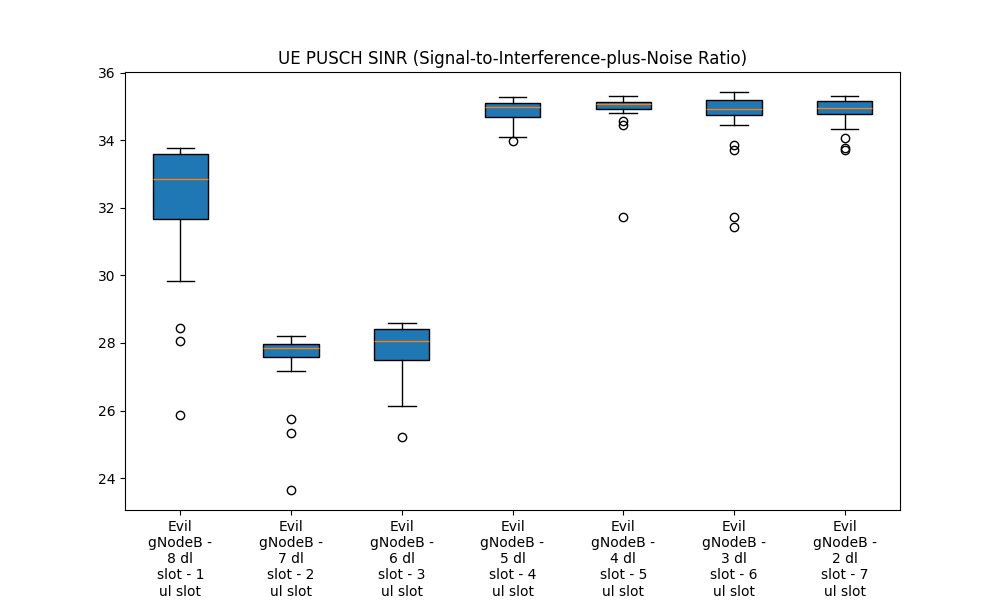 UE PUSCH SINR (Signal-to-Interference-plus-Noise Ratio)
36
34
32
30
28
26
24
Evil
gNodeB -
8 dl
slot - 1
ul slot
Evil
gNodeB -
7 dl
slot - 2
ul slot
Evil
gNodeB -
6 dl
slot - 3
ul slot
Evil
gNodeB -
5 dl
slot - 4
ul slot
Evil
gNodeB -
4 dl
slot - 5
ul slot
Evil
gNodeB -
3 dl
slot - 6
ul slot
Evil
gNodeB -
2 dl
slot - 7
ul slot